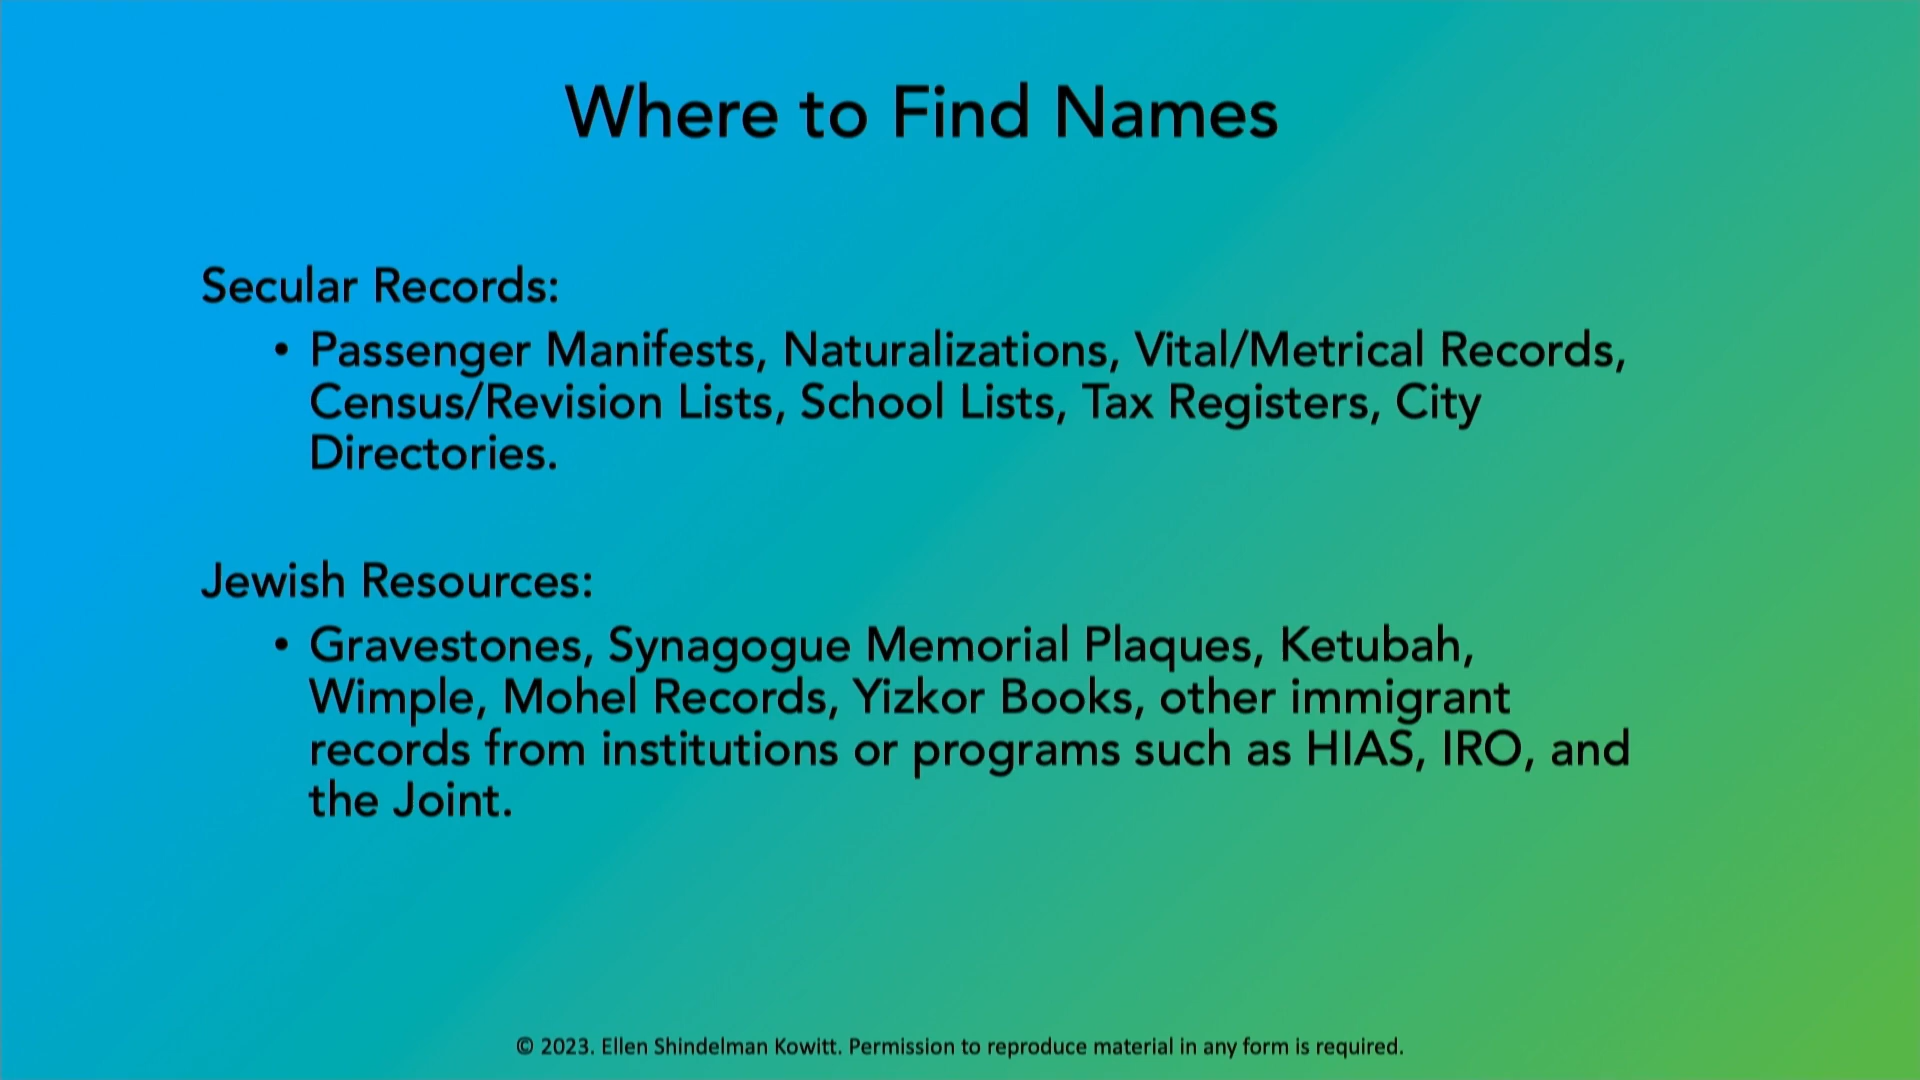 Where to Find Names
Secular Records:
• Passenger Manifests, Naturalizations, Vital/Metrical Records,
Census/Revision Lists, School Lists, Tax Registers, City
Directories.
Jewish Resources:
• Gravestones, Synagogue Memorial Plaques, Ketubah,
Wimple, Mohel Records, Yizkor Books, other immigrant
records from institutions or programs such as HIAS, IRO, and
the Joint.
© 2023. Ellen Shindelman Kowitt. Permission to reproduce material in any form is required.